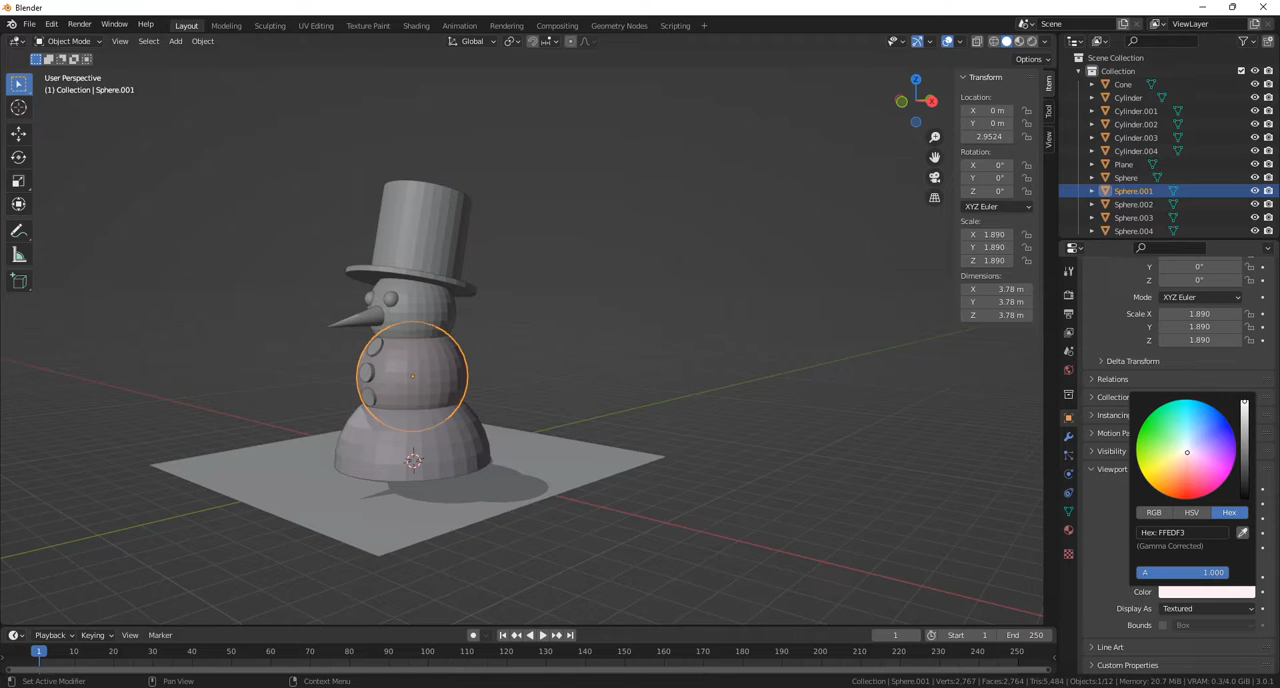 Blender
File Edit Render Window Help Layout Modeling Sculpting UV Editing Texture Paint Shading Animation Rendering Compositing Geometry Nodes Scripting + Scene ViewLayer
Object Mode View Select Add Object Global
Options
User Perspective
(1) Collection | Sphere.001
Transform
Location:
X 0 m
Y 0 m
2.9524
Rotation:
X 0°
Y 0°
Z 0°
XYZ Euler
Scale:
X 1.890
Y 1.890
Z 1.890
Dimensions:
X 3.78 m
Y 3.78 m
Z 3.78 m
Item
Tool
View
Z
X
Scene Collection
Collection
Cone
Cylinder
Cylinder.001
Cylinder.002
Cylinder.003
Cylinder.004
Plane
Sphere
Sphere.001
Sphere.002
Sphere.003
Sphere.004
Y 0°
Z 0°
Mode XYZ Euler
Scale X 1.890
Y 1.890
Z 1.890
Delta Transform
Relations
Collection
Instancing
Motion Pa
Visibility
Viewport
RGB HSV Hex
Hex: FFEDF3
(Gamma Corrected)
A 1.000
Color
Display As Textured
Bounds Box
Line Art
Custom Properties
Playback Keying View Marker 1 Start 1 End 250
1 10 20 30 40 50 60 70 80 90 100 110 120 130 140 150 160 170 180 190 200 210 220 230 240 250
Set Active Modifier Pan View Context Menu Collection | Sphere.001 | Verts:2,767 | Faces:2,764 | Tris:5,484 | Objects:1/12 | Memory: 20.7 MiB | VRAM: 0.3/4.0 GiB | 3.0.1